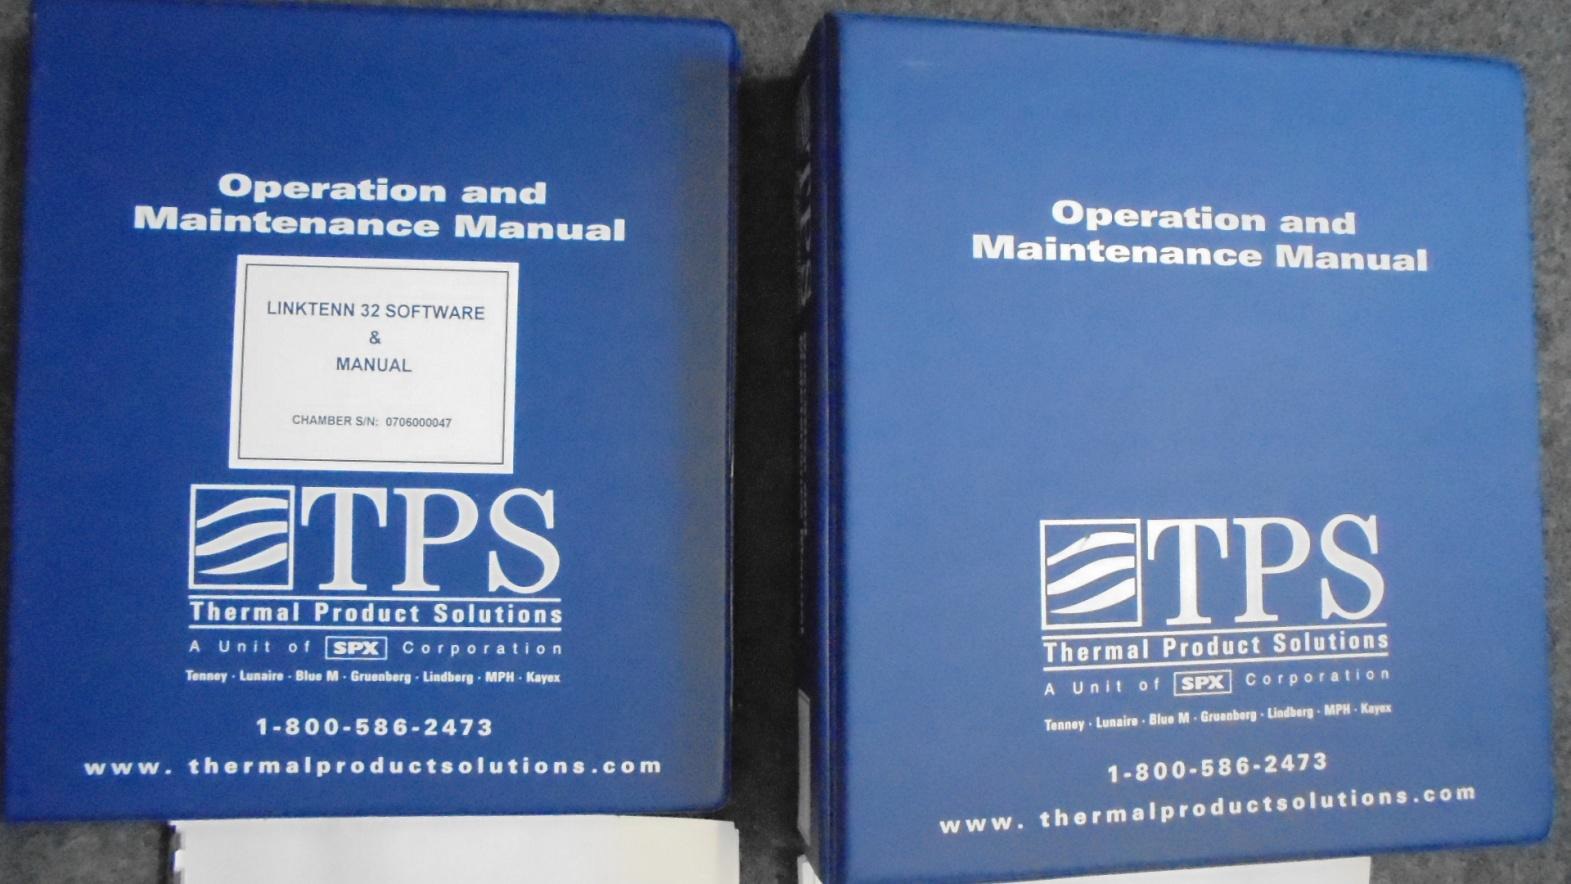 Operation and
Maintenance Manual
LINKTENN 32 SOFTWARE
&
MANUAL
CHAMBER S/N: 0706000047
TPS
Thermal Product Solutions
A Unit of SPX Corporation
Tenney · Lunaire · Blue M · Gruenberg · Lindberg · MPH · Kayex
1-800-586-2473
www. thermalproductsolutions.com
Operation and
Maintenance Manual
TPS
Thermal Product Solutions
A Unit of SPX Corporation
Tenney · Lunaire · Blue M · Gruenberg · Lindberg · MPH · Kayex
1-800-586-2473
www. thermalproductsolutions.com